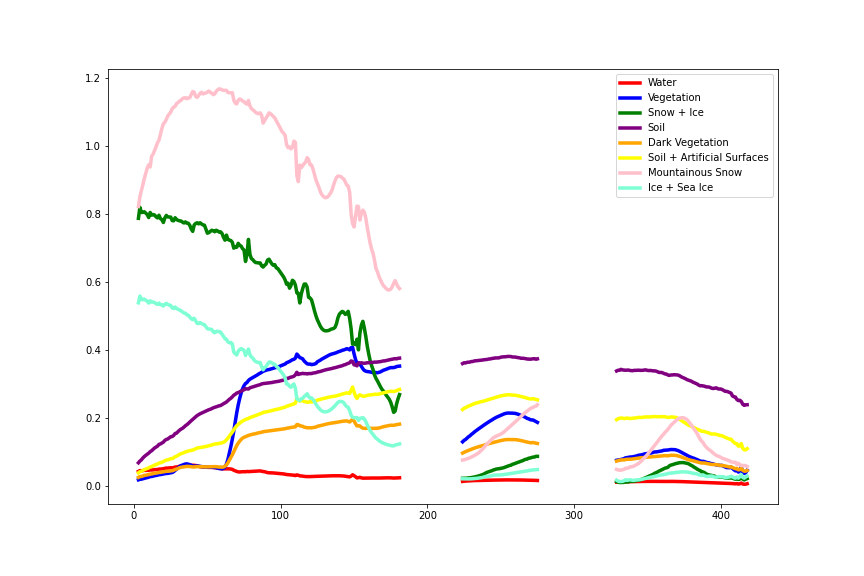 1.2
1.0
0.8
0.6
0.4
0.2
0.0
0
100
200
300
400
Water
Vegetation
Snow + Ice
Soil
Dark Vegetation
Soil + Artificial Surfaces
Mountainous Snow
Ice + Sea Ice